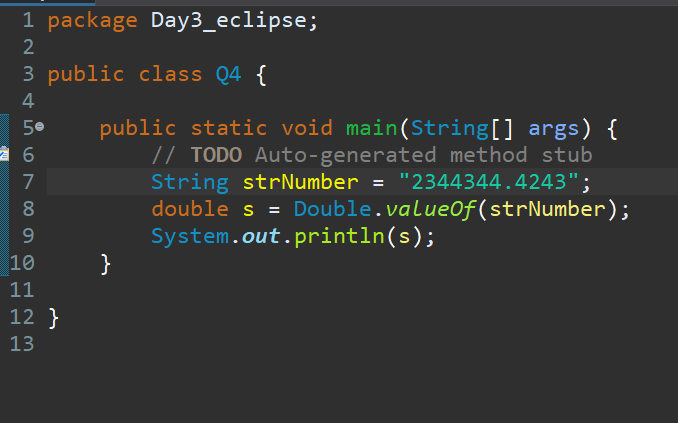 1 package Day3_eclipse;
2
3 public class Q4 {
4
5 public static void main(String[] args) {
6 // TODO Auto-generated method stub
7 String strNumber = "2344344.4243";
8 double s = Double.valueOf(strNumber);
9 System.out.println(s);
10 }
11
12 }
13